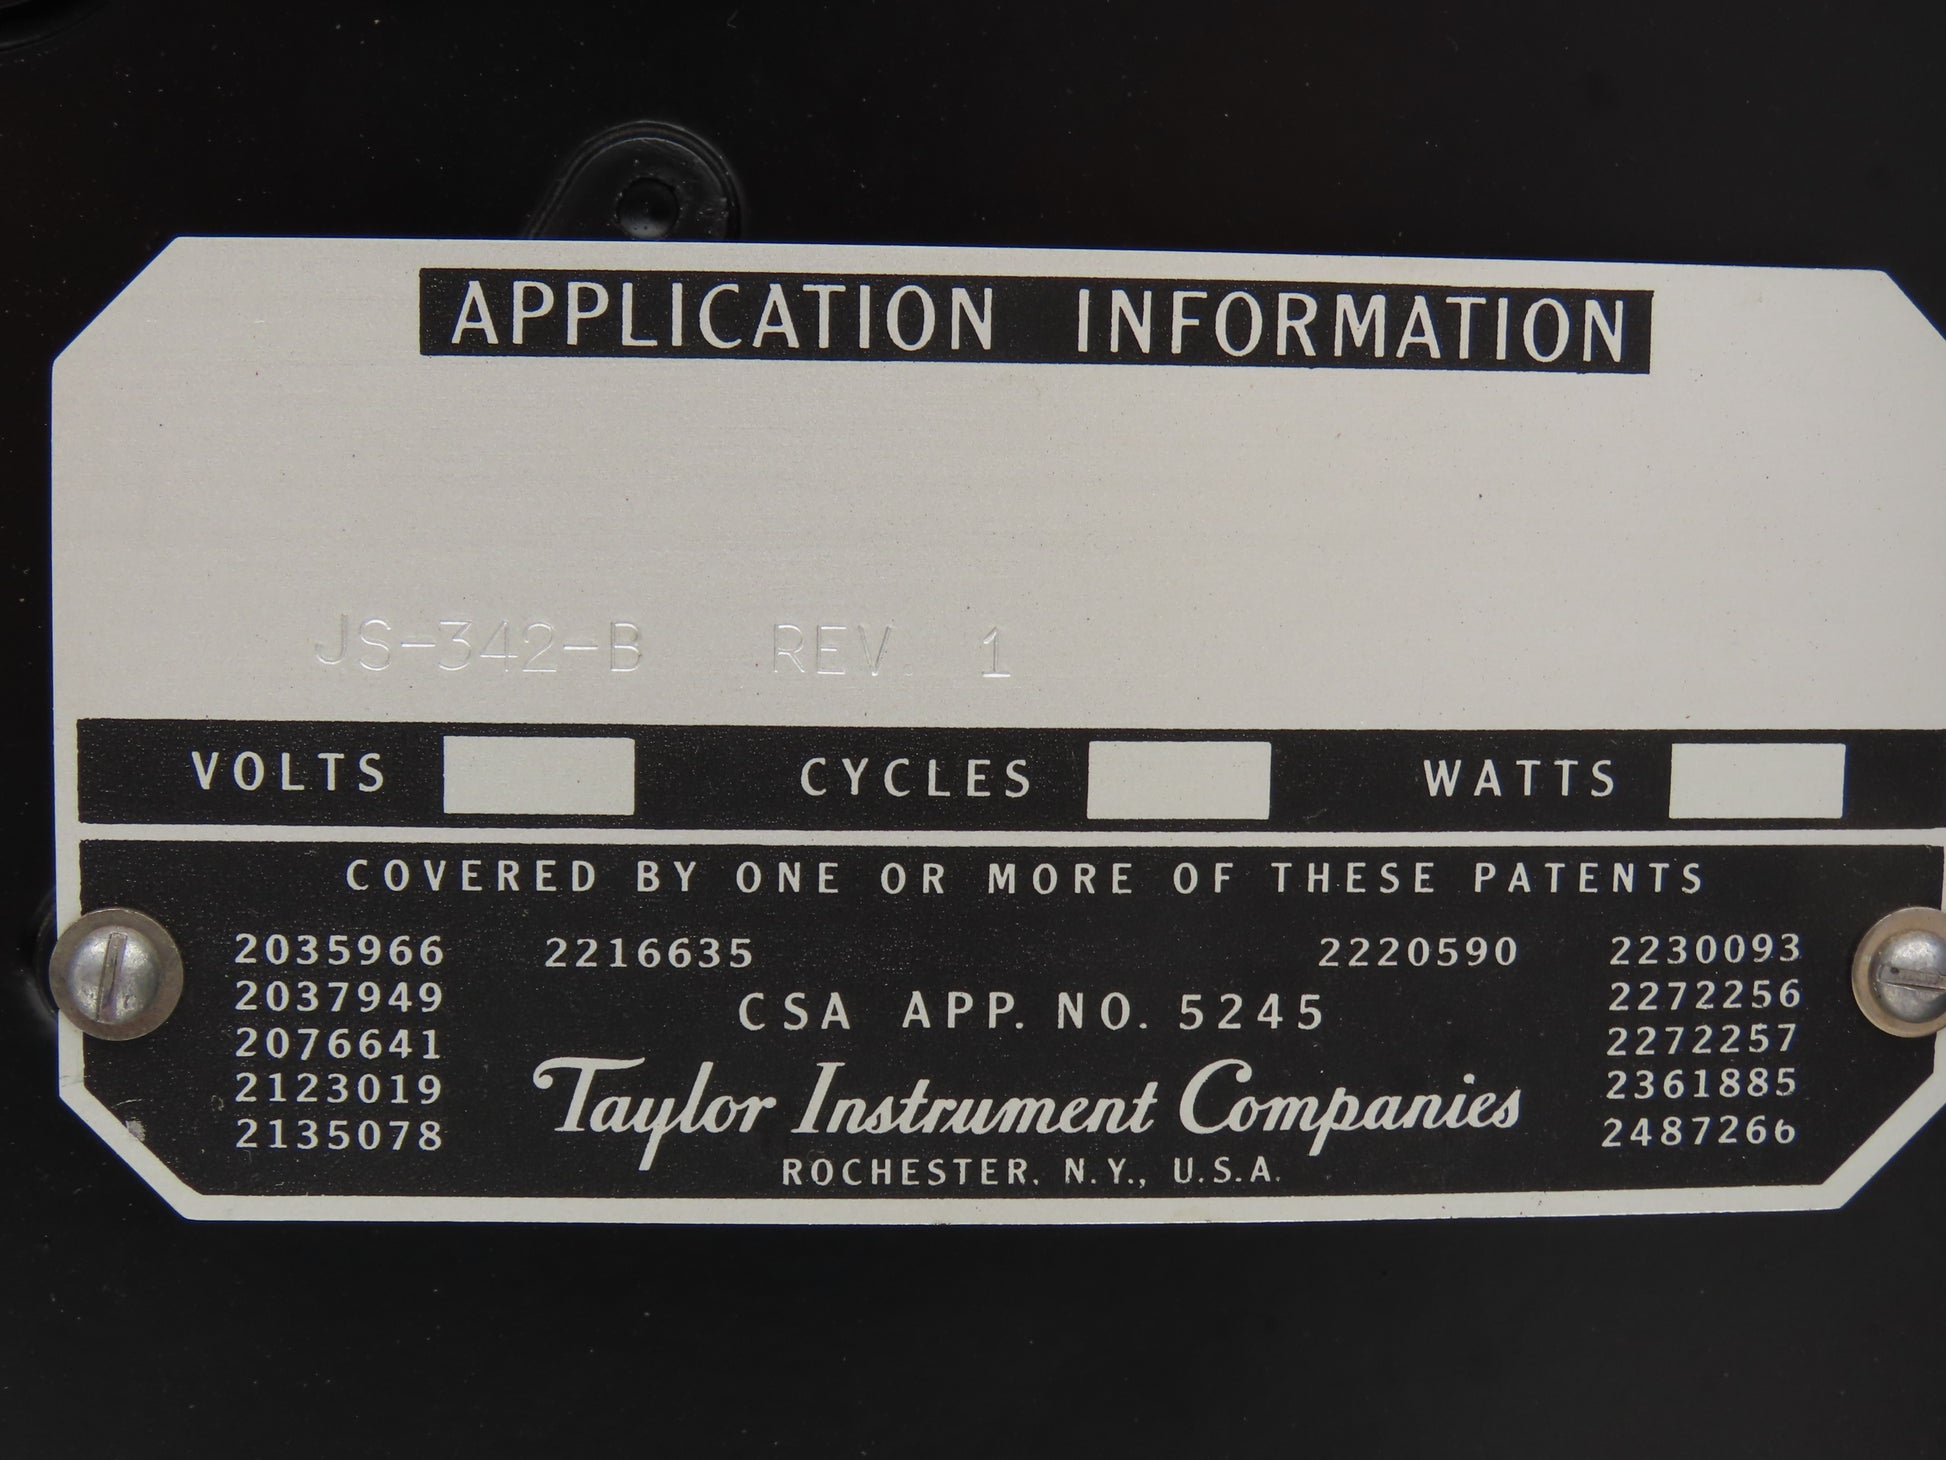 APPLICATION INFORMATION
JS-342-B REV. 1
VOLTS CYCLES WATTS
COVERED BY ONE OR MORE OF THESE PATENTS
2035966 2216635 2220590 2230093
2037949 CSA APP. NO. 5245 2272256
2076641 2272257
2123019 Taylor Instrument Companies 2361885
2135078 2487266
ROCHESTER, N.Y., U.S.A.